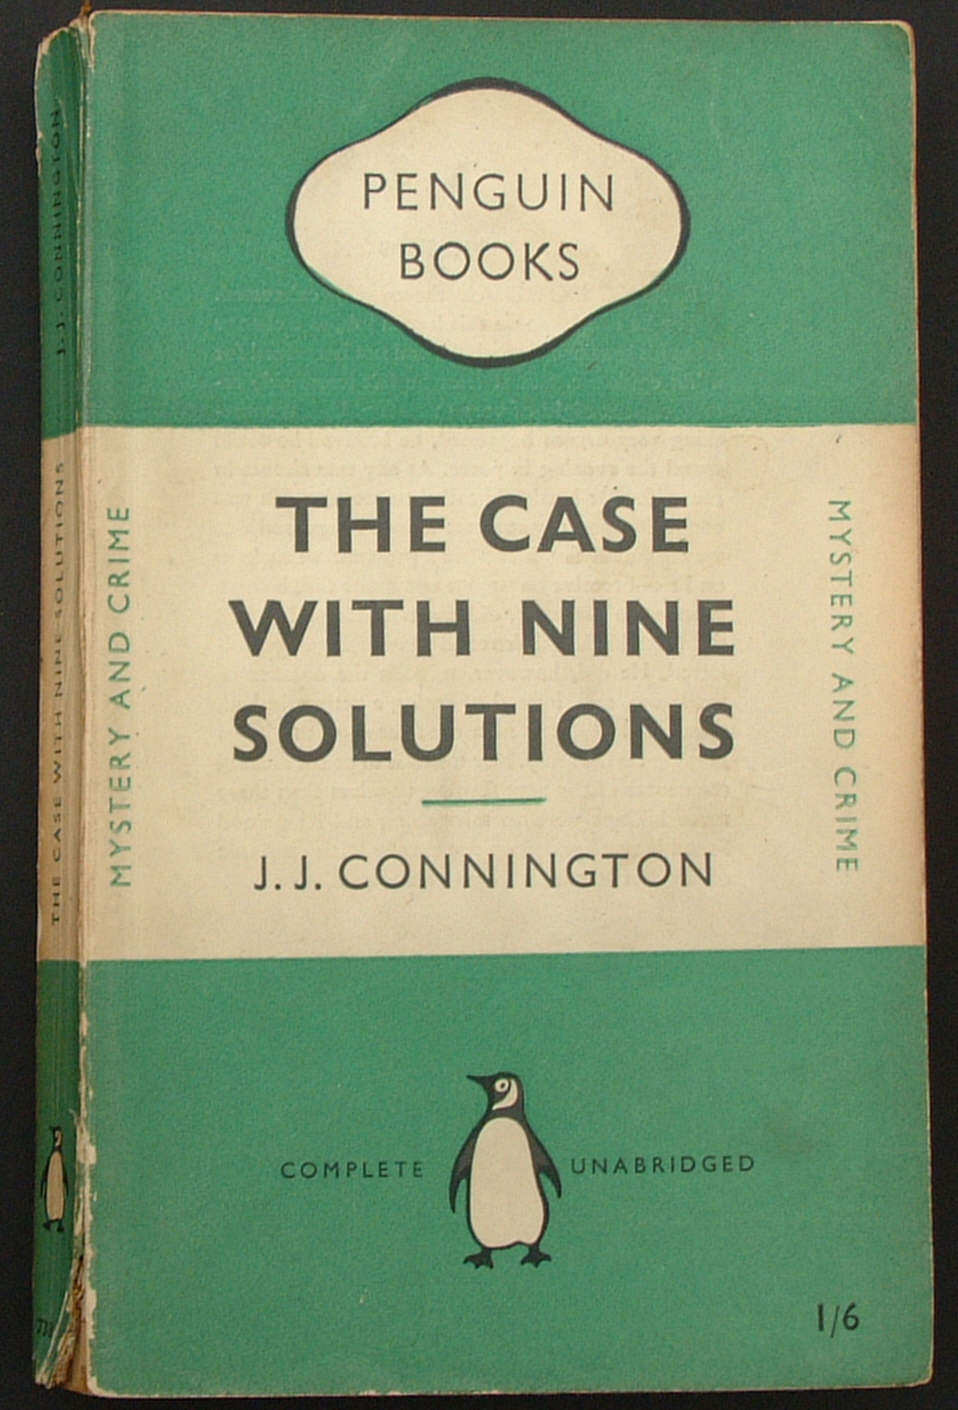 PENGUIN
BOOKS
THE CASE
WITH NINE
SOLUTIONS
J. J. CONNINGTON
MYSTERY AND CRIME
MYSTERY AND CRIME
COMPLETE UNABRIDGED
1/6
THE CASE WITH NINE SOLUTIONS J. J. CONNINGTON